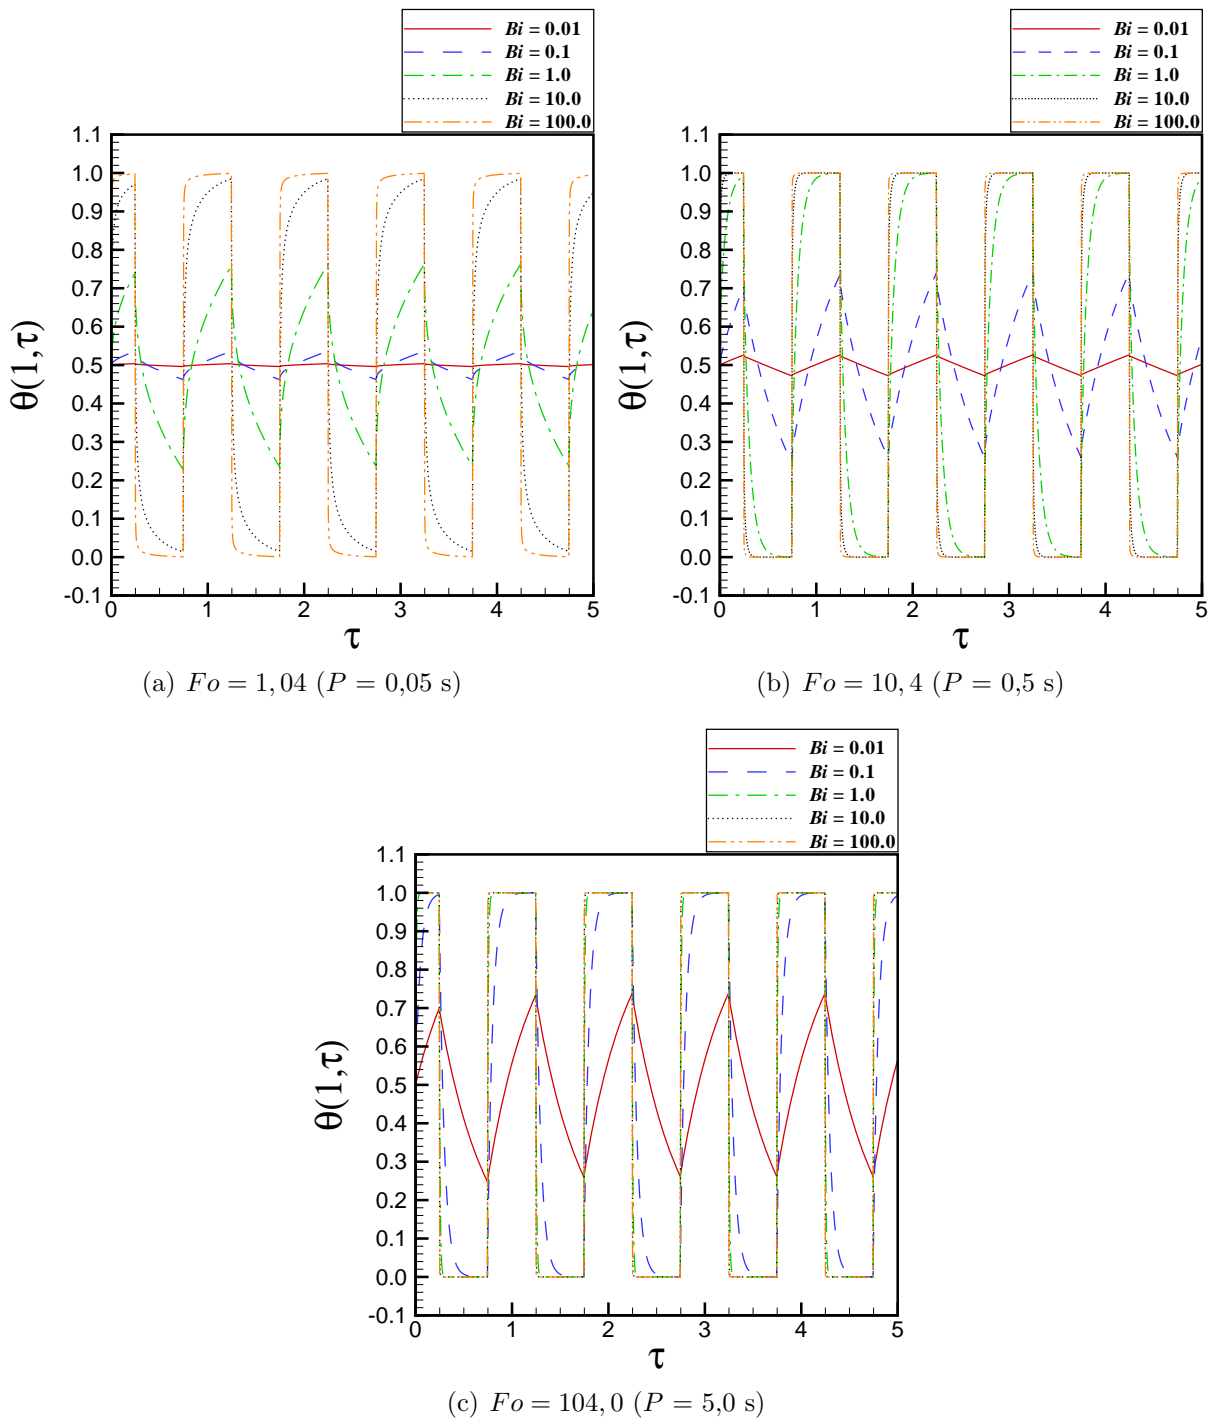 Bi = 0.01
Bi = 0.1
Bi = 1.0
Bi = 10.0
Bi = 100.0
1.1
1.0
0.9
0.8
0.7
0.6
0.5
0.4
0.3
0.2
0.1
0.0
-0.1
θ(1,τ)
0 1 2 3 4 5
τ
(a) Fo = 1, 04 (P = 0,05 s)
Bi = 0.01
Bi = 0.1
Bi = 1.0
Bi = 10.0
Bi = 100.0
1.1
1.0
0.9
0.8
0.7
0.6
0.5
0.4
0.3
0.2
0.1
0.0
-0.1
θ(1,τ)
0 1 2 3 4 5
τ
(b) Fo = 10, 4 (P = 0,5 s)
Bi = 0.01
Bi = 0.1
Bi = 1.0
Bi = 10.0
Bi = 100.0
1.1
1.0
0.9
0.8
0.7
0.6
0.5
0.4
0.3
0.2
0.1
0.0
-0.1
θ(1,τ)
0 1 2 3 4 5
τ
(c) Fo = 104, 0 (P = 5,0 s)